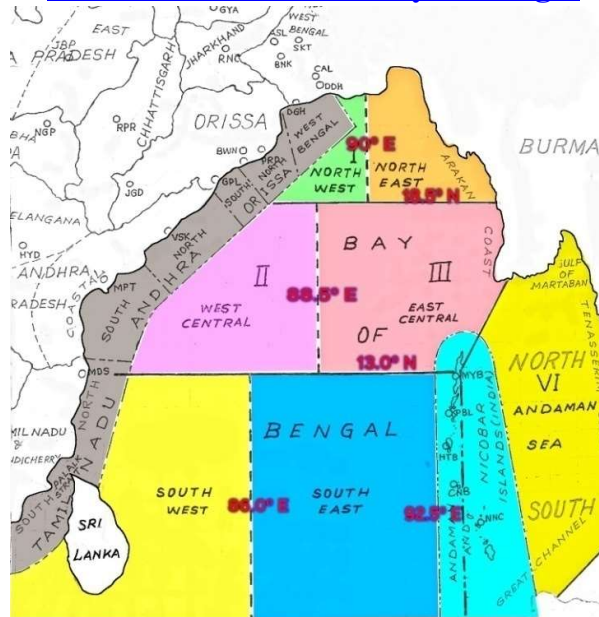 GYA
EAST
WEST
BENGAL
JBP
PRADESH
JHARKHAND
RNC
ASL
SKT
BNK
CAL
DDH
CHHATTISGARH
NGP
RPR
ORISSA
DGH
WEST
BENGAL
BURMA
BWN
PRP
NORTH
SOUTH
ORISSA
GPL
I
90° E
NORTH
WEST
NORTH
EAST
ARAKAN
COAST
18.5° N
JGD
ELANGANA
HYD
VSK
NORTH
SOUTH
ANDHRA
ANDHRA
RADESH
COASTAL
MPT
BAY
OF
BENGAL
II
WEST
CENTRAL
88.5° E
III
EAST
CENTRAL
13.0° N
GULF
OF
MARTABAN
TENASSERIM
NORTH
VI
ANDAMAN
SEA
SOUTH
MDS
NORTH
SOUTH
TAMIL NADU
MIL NADU
&
DICHERRY
PALK
STRAIT
SRI
LANKA
SOUTH
WEST
86.0° E
SOUTH
EAST
92.5° E
MYB
PBL
HTB
CNB
NNC
ANDAMAN
AND
NICOBAR
ISLANDS(INDIA)
GREAT CHANNEL